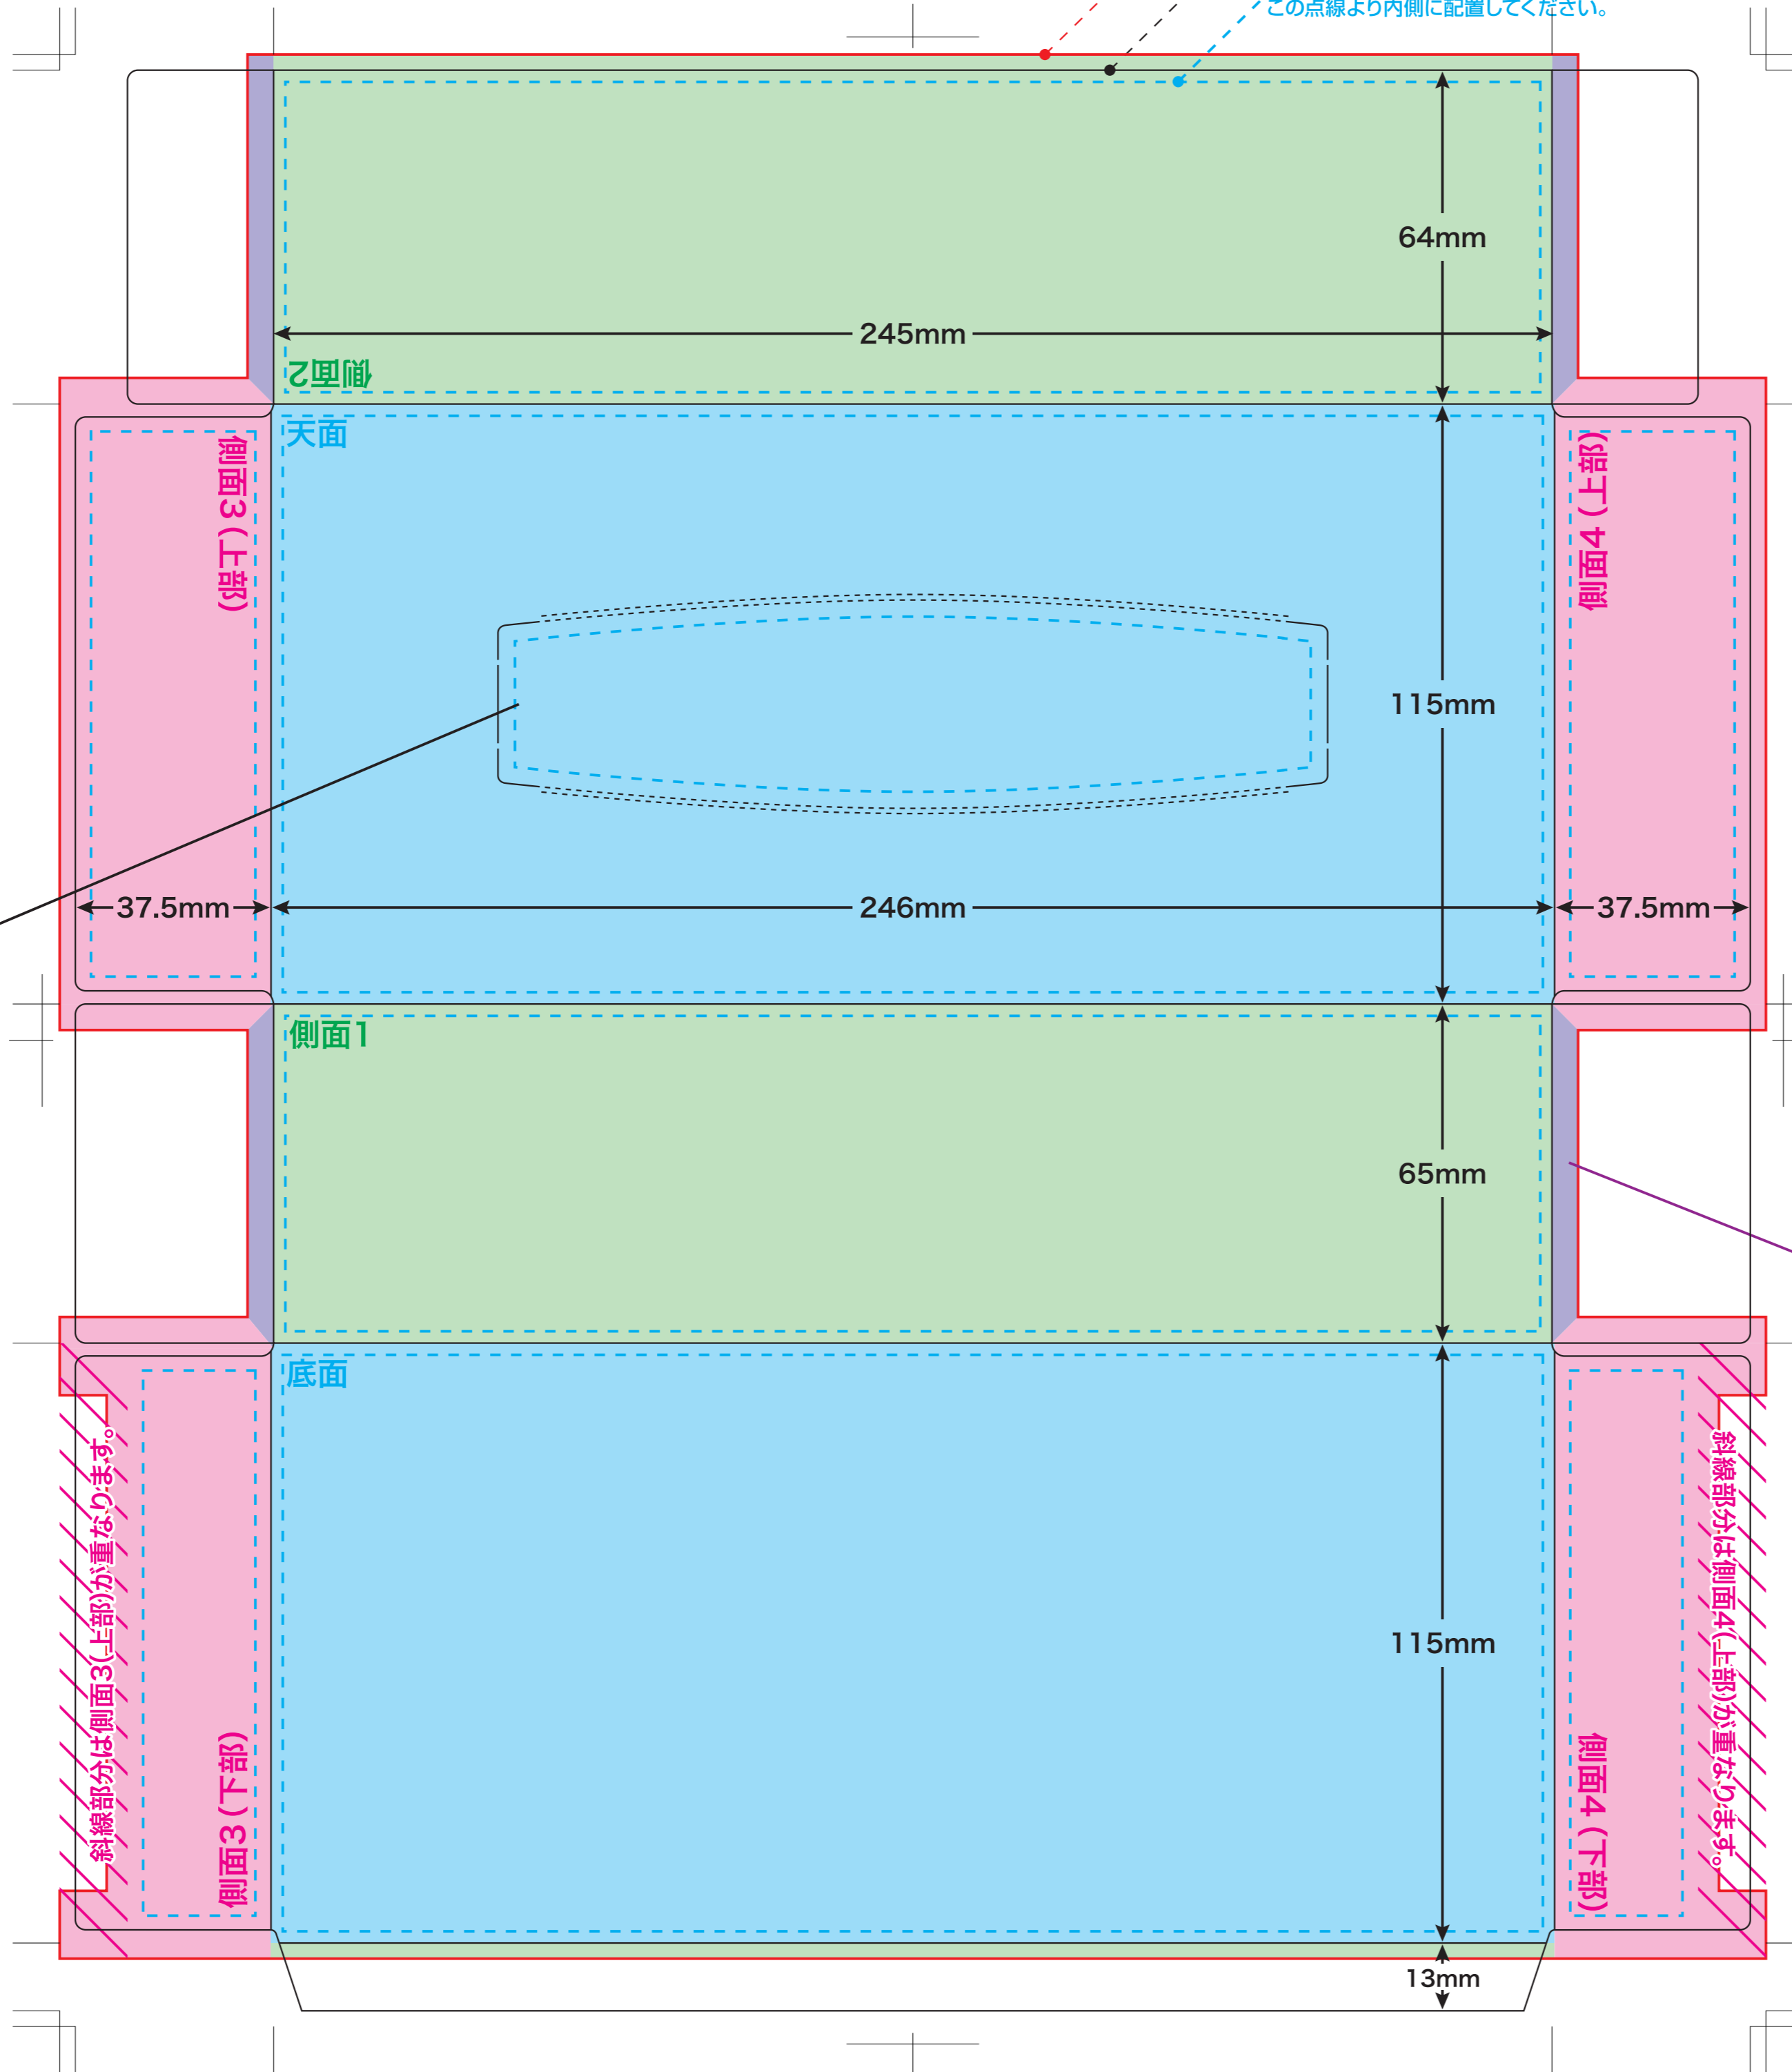 この点線より内側に配置してください。
64mm
245mm
側面2
天面
側面3(上部)
側面4(上部)
115mm
37.5mm
246mm
37.5mm
側面1
65mm
底面
斜線部分は側面3(上部)が重なります。
斜線部分は側面4(上部)が重なります。
115mm
側面3(下部)
側面4(下部)
13mm